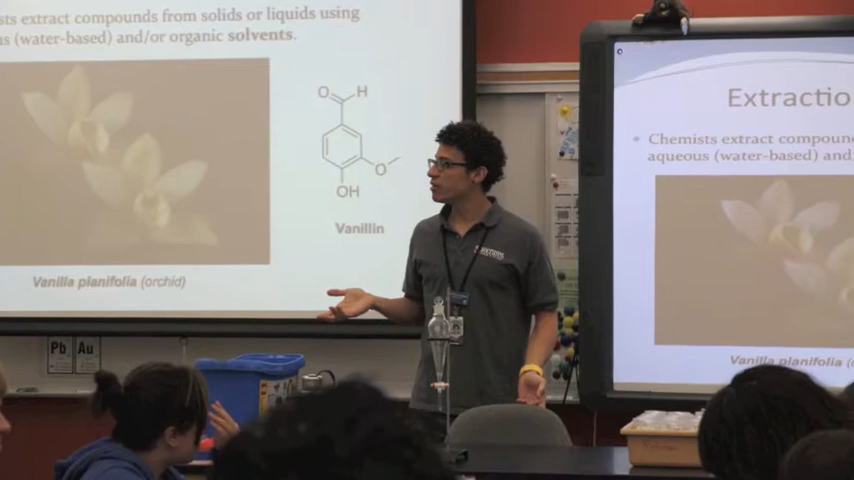 sts extract compounds from solids or liquids using
s (water-based) and/or organic solvents.
O
H
O
OH
Vanillin
Vanilla planifolia (orchid)
Pb
Au
Extractio
Chemists extract compoun
aqueous (water-based) and
Vanilla planifolia (